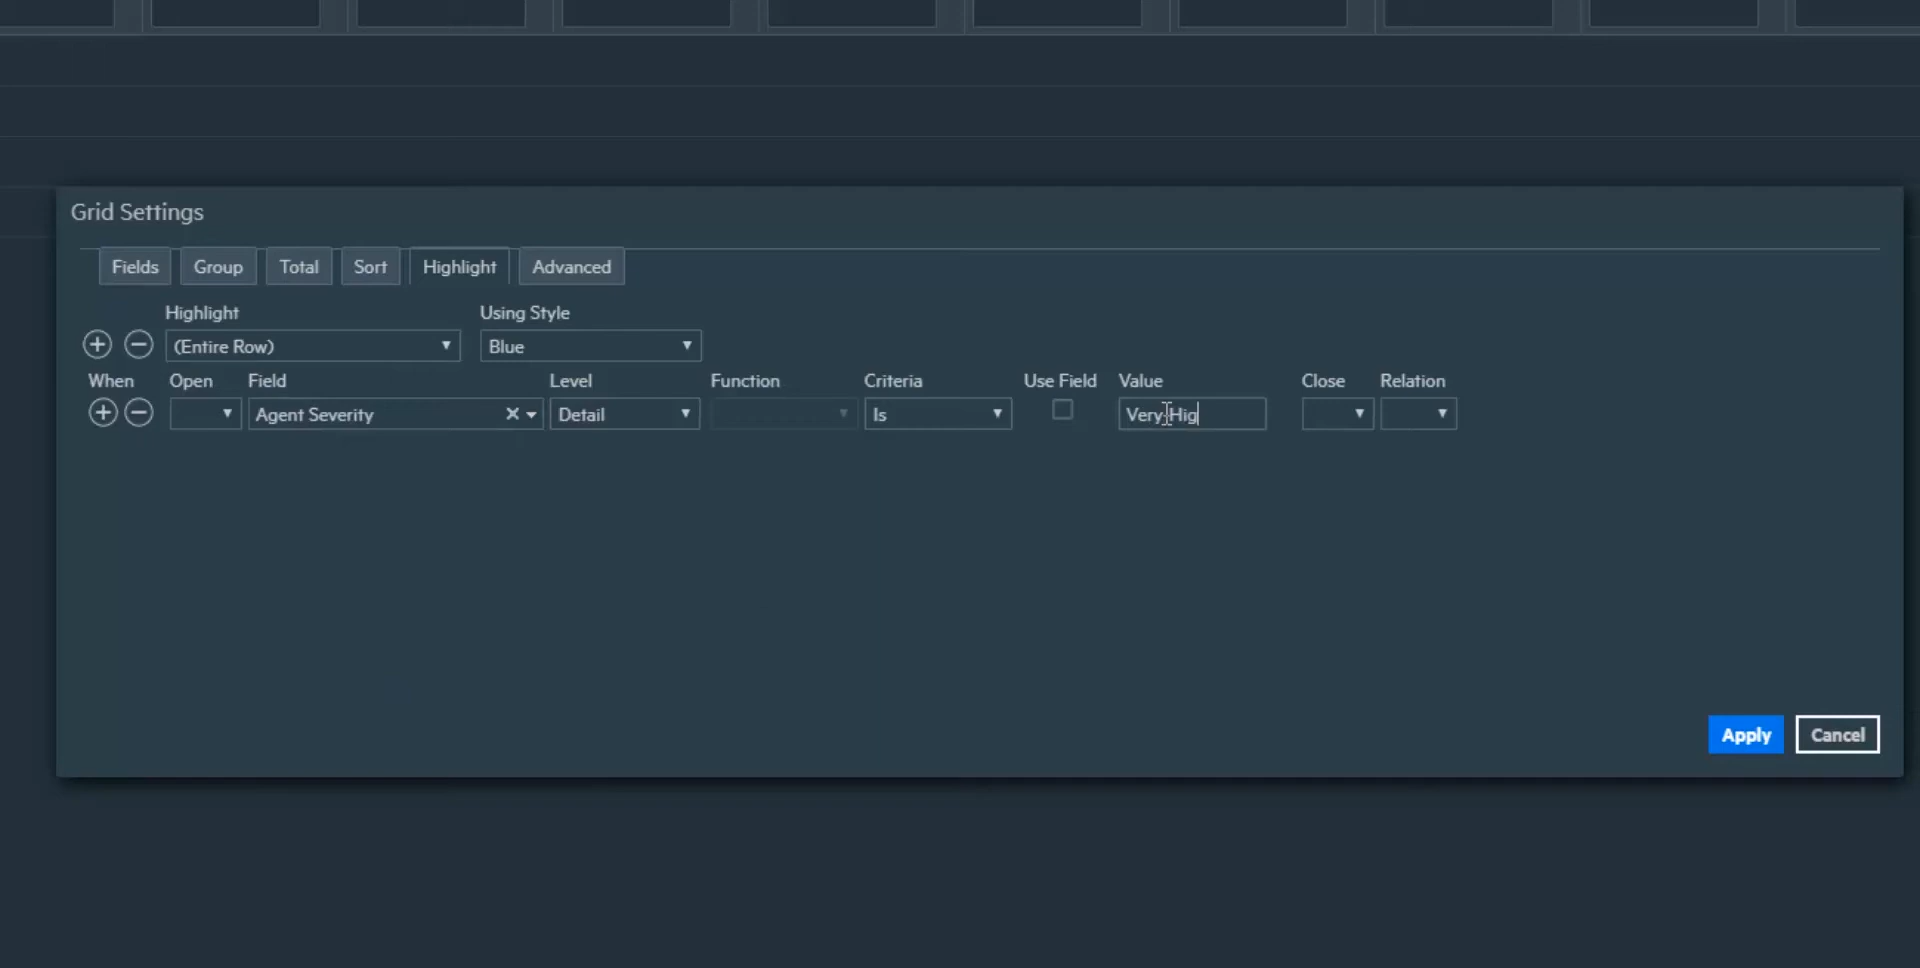 Grid Settings
Fields Group Total Sort Highlight Advanced
Highlight Using Style
(Entire Row) Blue
When Open Field Level Function Criteria Use Field Value Close Relation
Agent Severity Detail Is Very Hig
Apply Cancel